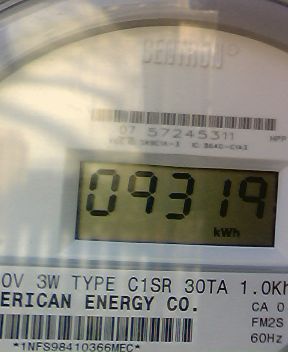 CENTRON®
07 57245311
09319
kWh
0V 3W TYPE C1SR 30TA 1.0Kh
ERICAN ENERGY CO.
CA 0
FM2S
60Hz
*1NFS98410366MEC*